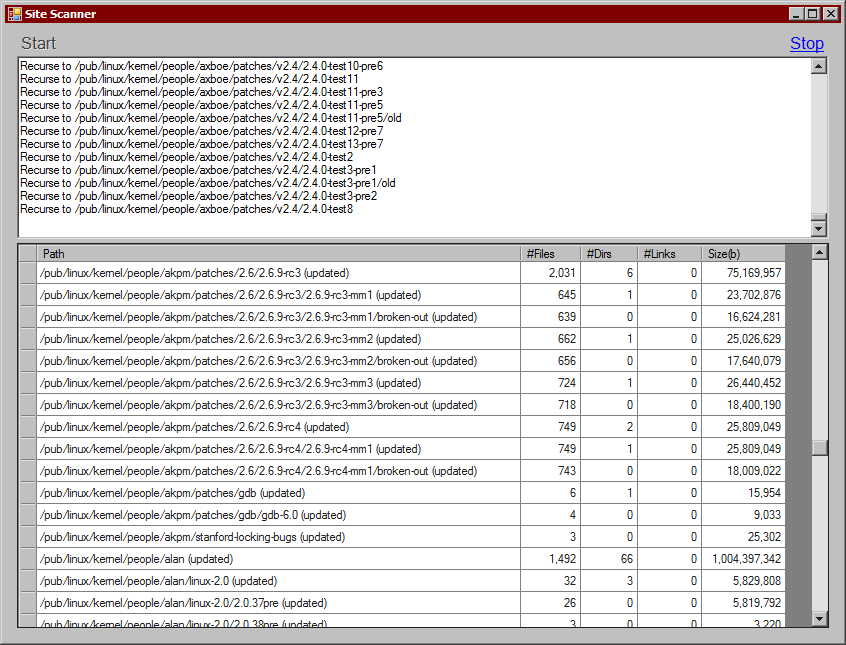 Site Scanner
Start Stop
Recurse to /pub/linux/kernel/people/axboe/patches/v2.4/2.4.0-test10-pre6
Recurse to /pub/linux/kernel/people/axboe/patches/v2.4/2.4.0-test11
Recurse to /pub/linux/kernel/people/axboe/patches/v2.4/2.4.0-test11-pre3
Recurse to /pub/linux/kernel/people/axboe/patches/v2.4/2.4.0-test11-pre5
Recurse to /pub/linux/kernel/people/axboe/patches/v2.4/2.4.0-test11-pre5/old
Recurse to /pub/linux/kernel/people/axboe/patches/v2.4/2.4.0-test12-pre7
Recurse to /pub/linux/kernel/people/axboe/patches/v2.4/2.4.0-test13-pre7
Recurse to /pub/linux/kernel/people/axboe/patches/v2.4/2.4.0-test2
Recurse to /pub/linux/kernel/people/axboe/patches/v2.4/2.4.0-test3-pre1
Recurse to /pub/linux/kernel/people/axboe/patches/v2.4/2.4.0-test3-pre1/old
Recurse to /pub/linux/kernel/people/axboe/patches/v2.4/2.4.0-test3-pre2
Recurse to /pub/linux/kernel/people/axboe/patches/v2.4/2.4.0-test8
Path #Files #Dirs #Links Size(b)
/pub/linux/kernel/people/akpm/patches/2.6/2.6.9-rc3 (updated) 2,031 6 0 75,169,957
/pub/linux/kernel/people/akpm/patches/2.6/2.6.9-rc3/2.6.9-rc3-mm1 (updated) 645 1 0 23,702,876
/pub/linux/kernel/people/akpm/patches/2.6/2.6.9-rc3/2.6.9-rc3-mm1/broken-out (updated) 639 0 0 16,624,281
/pub/linux/kernel/people/akpm/patches/2.6/2.6.9-rc3/2.6.9-rc3-mm2 (updated) 662 1 0 25,026,629
/pub/linux/kernel/people/akpm/patches/2.6/2.6.9-rc3/2.6.9-rc3-mm2/broken-out (updated) 656 0 0 17,640,079
/pub/linux/kernel/people/akpm/patches/2.6/2.6.9-rc3/2.6.9-rc3-mm3 (updated) 724 1 0 26,440,452
/pub/linux/kernel/people/akpm/patches/2.6/2.6.9-rc3/2.6.9-rc3-mm3/broken-out (updated) 718 0 0 18,400,190
/pub/linux/kernel/people/akpm/patches/2.6/2.6.9-rc4 (updated) 749 2 0 25,809,049
/pub/linux/kernel/people/akpm/patches/2.6/2.6.9-rc4/2.6.9-rc4-mm1 (updated) 749 1 0 25,809,049
/pub/linux/kernel/people/akpm/patches/2.6/2.6.9-rc4/2.6.9-rc4-mm1/broken-out (updated) 743 0 0 18,009,022
/pub/linux/kernel/people/akpm/patches/gdb (updated) 6 1 0 15,954
/pub/linux/kernel/people/akpm/patches/gdb/gdb-6.0 (updated) 4 0 0 9,033
/pub/linux/kernel/people/akpm/stanford-locking-bugs (updated) 3 0 0 25,302
/pub/linux/kernel/people/alan (updated) 1,492 66 0 1,004,397,342
/pub/linux/kernel/people/alan/linux-2.0 (updated) 32 3 0 5,829,808
/pub/linux/kernel/people/alan/linux-2.0/2.0.37pre (updated) 26 0 0 5,819,792
/pub/linux/kernel/people/alan/linux-2.0/2.0.38pre (updated) 3 0 0 3,220